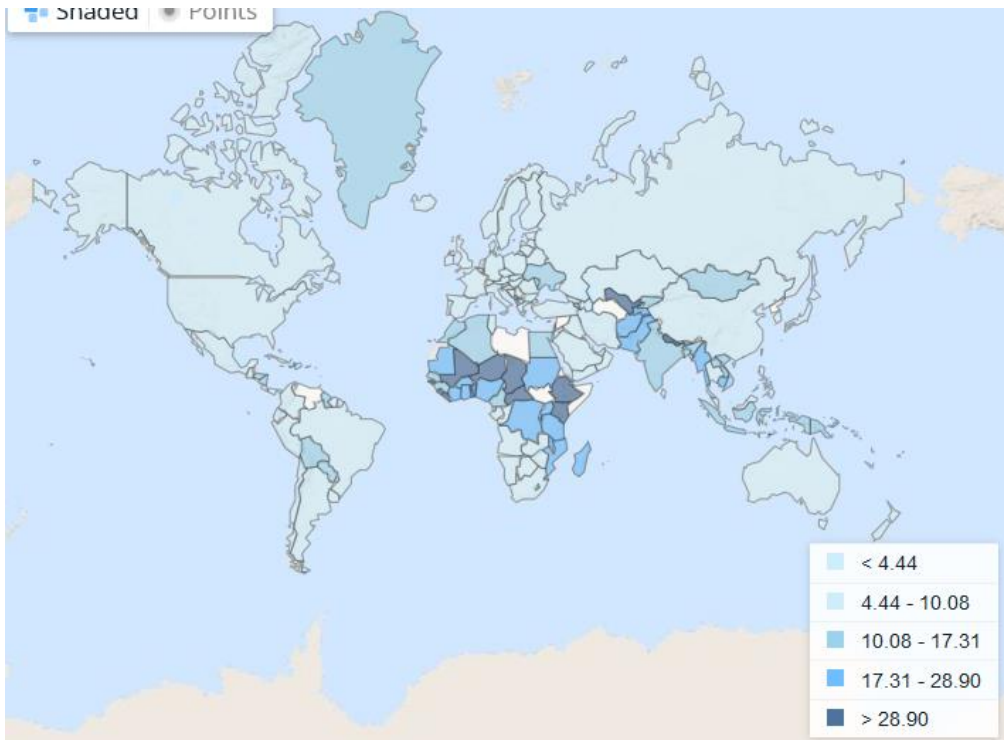 Shaded Points
< 4.44
4.44 - 10.08
10.08 - 17.31
17.31 - 28.90
> 28.90